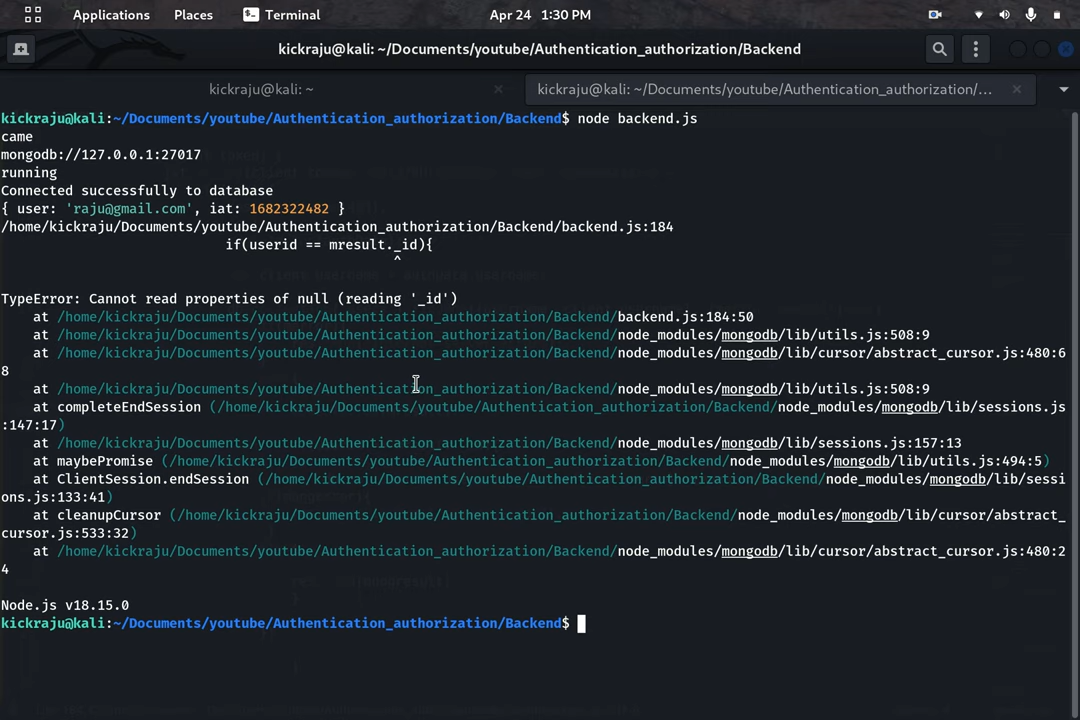 Applications Places Terminal Apr 24 1:30 PM
kickraju@kali: ~/Documents/youtube/Authentication_authorization/Backend
kickraju@kali: ~ × kickraju@kali: ~/Documents/youtube/Authentication_authorization/... ×
kickraju@kali:~/Documents/youtube/Authentication_authorization/Backend$ node backend.js
came
mongodb://127.0.0.1:27017
running
Connected successfully to database
{ user: 'raju@gmail.com', iat: 1682322482 }
/home/kickraju/Documents/youtube/Authentication_authorization/Backend/backend.js:184
if(userid == mresult._id){
^
TypeError: Cannot read properties of null (reading '_id')
at /home/kickraju/Documents/youtube/Authentication_authorization/Backend/backend.js:184:50
at /home/kickraju/Documents/youtube/Authentication_authorization/Backend/node_modules/mongodb/lib/utils.js:508:9
at /home/kickraju/Documents/youtube/Authentication_authorization/Backend/node_modules/mongodb/lib/cursor/abstract_cursor.js:480:6
8
at /home/kickraju/Documents/youtube/Authentication_authorization/Backend/node_modules/mongodb/lib/utils.js:508:9
at completeEndSession (/home/kickraju/Documents/youtube/Authentication_authorization/Backend/node_modules/mongodb/lib/sessions.js
:147:17)
at /home/kickraju/Documents/youtube/Authentication_authorization/Backend/node_modules/mongodb/lib/sessions.js:157:13
at maybePromise (/home/kickraju/Documents/youtube/Authentication_authorization/Backend/node_modules/mongodb/lib/utils.js:494:5)
at ClientSession.endSession (/home/kickraju/Documents/youtube/Authentication_authorization/Backend/node_modules/mongodb/lib/sessi
ons.js:133:41)
at cleanupCursor (/home/kickraju/Documents/youtube/Authentication_authorization/Backend/node_modules/mongodb/lib/cursor/abstract_
cursor.js:533:32)
at /home/kickraju/Documents/youtube/Authentication_authorization/Backend/node_modules/mongodb/lib/cursor/abstract_cursor.js:480:2
4
Node.js v18.15.0
kickraju@kali:~/Documents/youtube/Authentication_authorization/Backend$